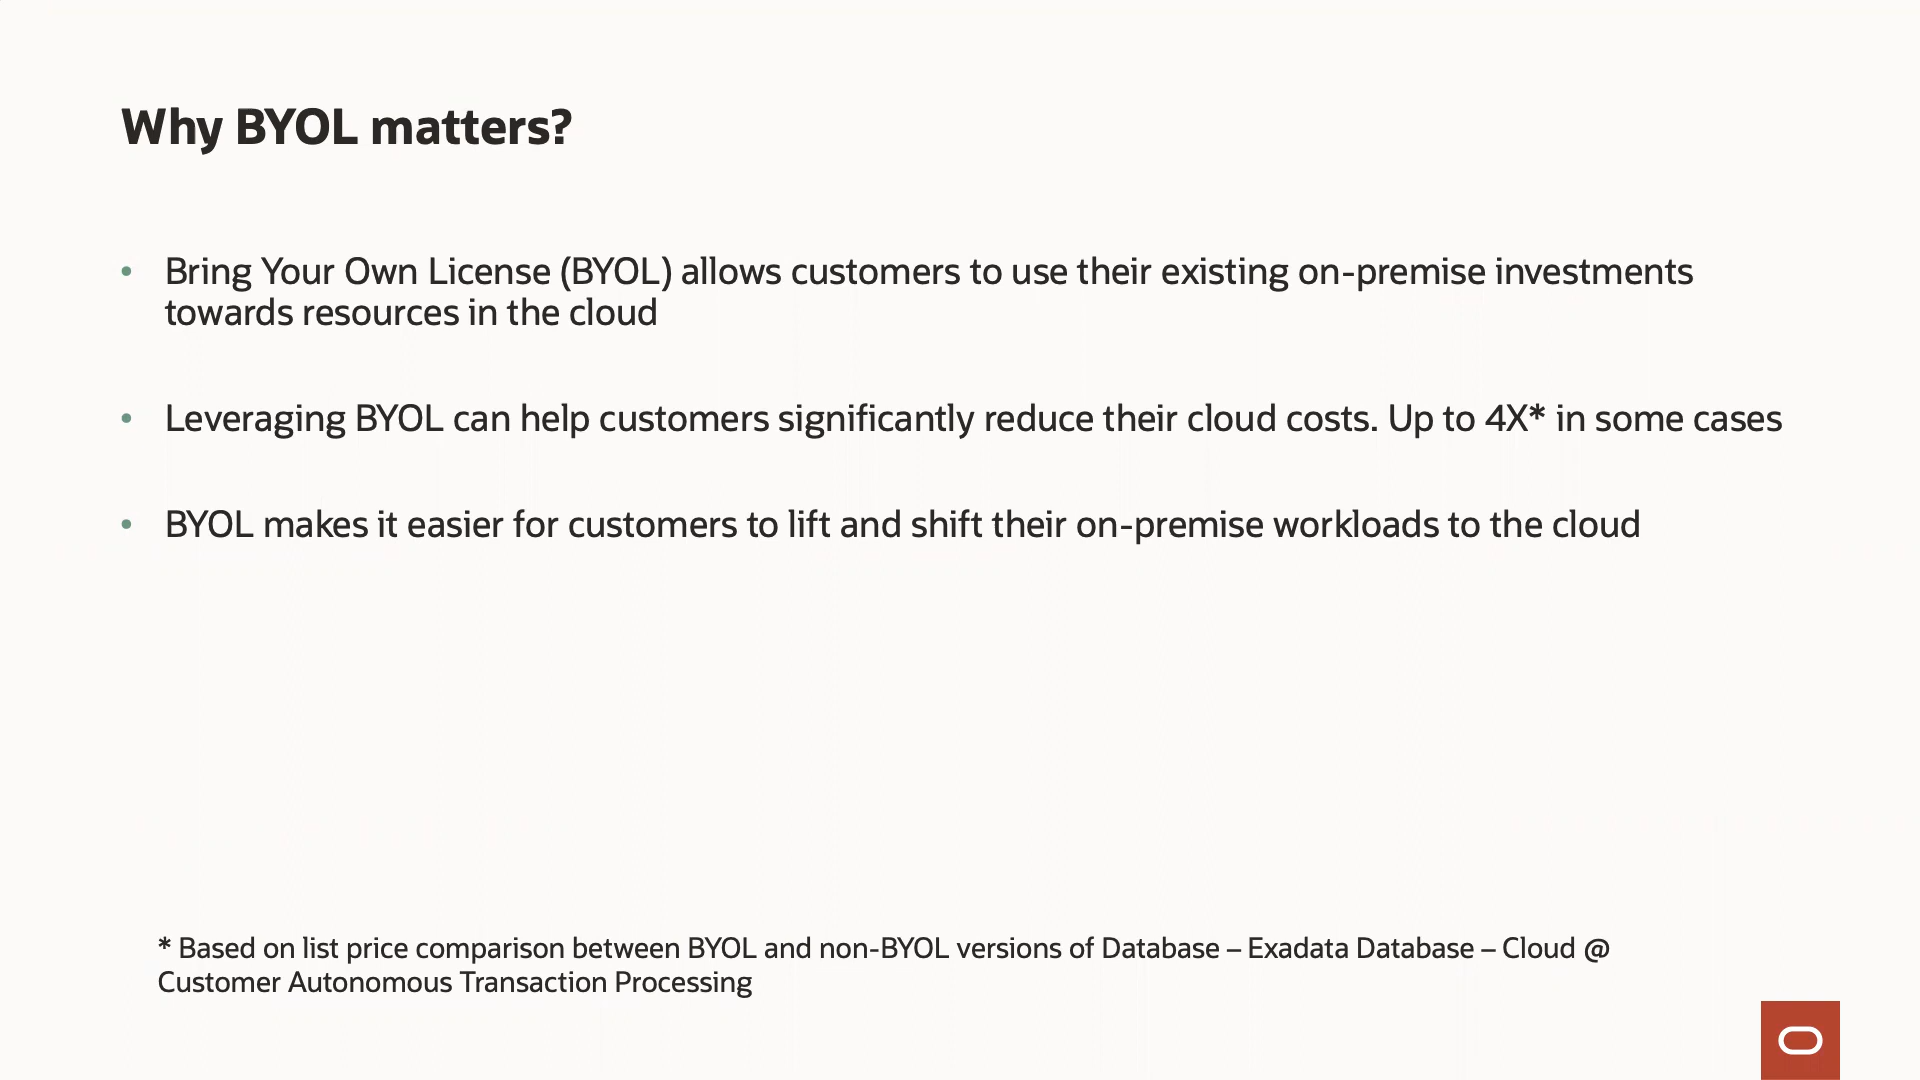 Why BYOL matters?
• Bring Your Own License (BYOL) allows customers to use their existing on-premise investments
towards resources in the cloud
• Leveraging BYOL can help customers significantly reduce their cloud costs. Up to 4X* in some cases
• BYOL makes it easier for customers to lift and shift their on-premise workloads to the cloud
* Based on list price comparison between BYOL and non-BYOL versions of Database – Exadata Database – Cloud @
Customer Autonomous Transaction Processing